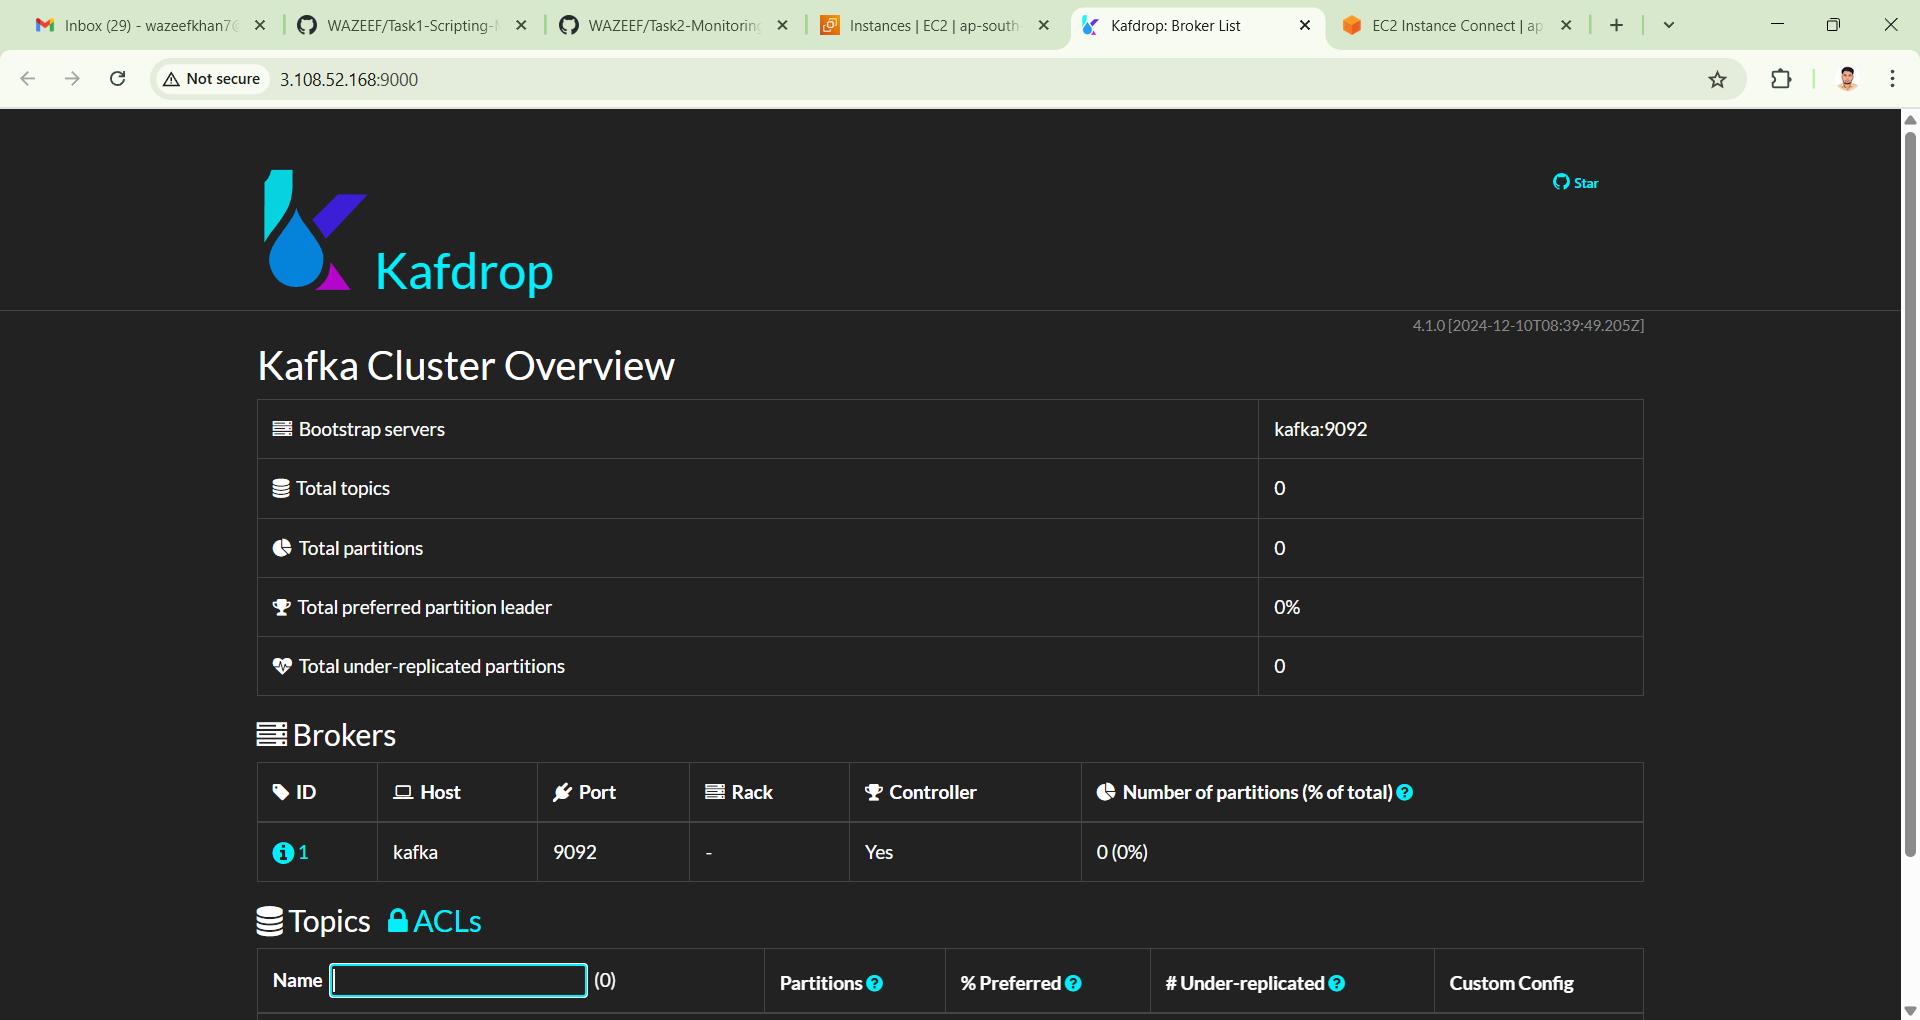 Inbox (29) - wazeefkhan7@
WAZEEF/Task1-Scripting-M
WAZEEF/Task2-Monitoring
Instances | EC2 | ap-south-
Kafdrop: Broker List
EC2 Instance Connect | ap
Not secure
3.108.52.168:9000
Star
Kafdrop
4.1.0 [2024-12-10T08:39:49.205Z]
Kafka Cluster Overview
Bootstrap servers kafka:9092
Total topics 0
Total partitions 0
Total preferred partition leader 0%
Total under-replicated partitions 0
Brokers
ID Host Port Rack Controller Number of partitions (% of total)
1 kafka 9092 - Yes 0 (0%)
Topics ACLs
Name (0) Partitions % Preferred # Under-replicated Custom Config